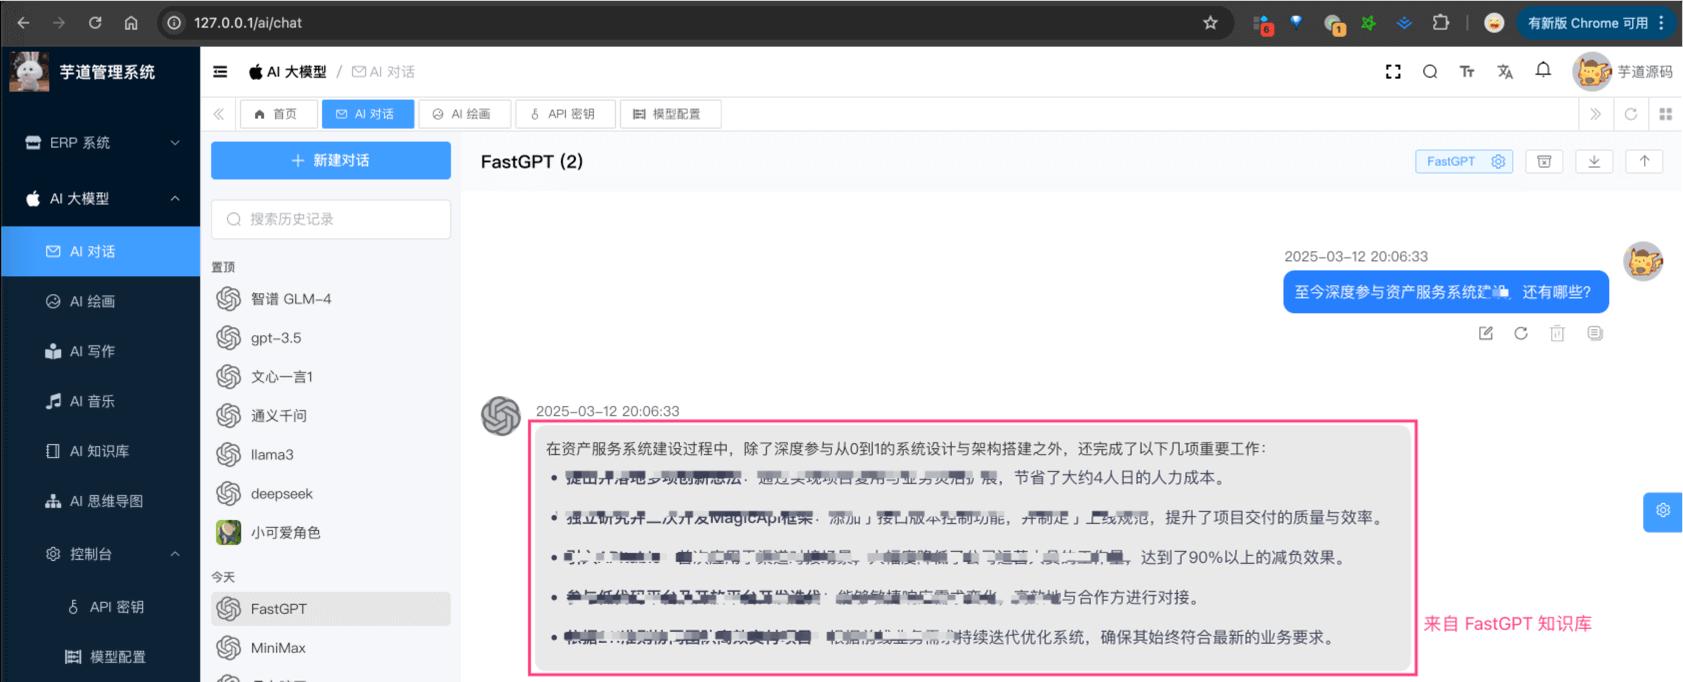 127.0.0.1/ai/chat
6
1
有新版 Chrome 可用
芋道管理系统
AI 大模型 / AI 对话
芋道源码
首页
AI 对话
AI 绘画
API 密钥
模型配置
ERP 系统
AI 大模型
AI 对话
AI 绘画
AI 写作
AI 音乐
AI 知识库
AI 思维导图
控制台
API 密钥
模型配置
新建对话
搜索历史记录
置顶
智谱 GLM-4
gpt-3.5
文心一言1
通义千问
llama3
deepseek
小可爱角色
今天
FastGPT
MiniMax
FastGPT (2)
FastGPT
2025-03-12 20:06:33
至今深度参与资产服务系统建 还有哪些?
2025-03-12 20:06:33
在资产服务系统建设过程中，除了深度参与从0到1的系统设计与架构搭建之外，还完成了以下几项重要工作：
，节省了大约4人日的人力成本。
，提升了项目交付的质量与效率。
，达到了90%以上的减负效果。
与合作方进行对接。
持续迭代优化系统，确保其始终符合最新的业务要求。
来自 FastGPT 知识库